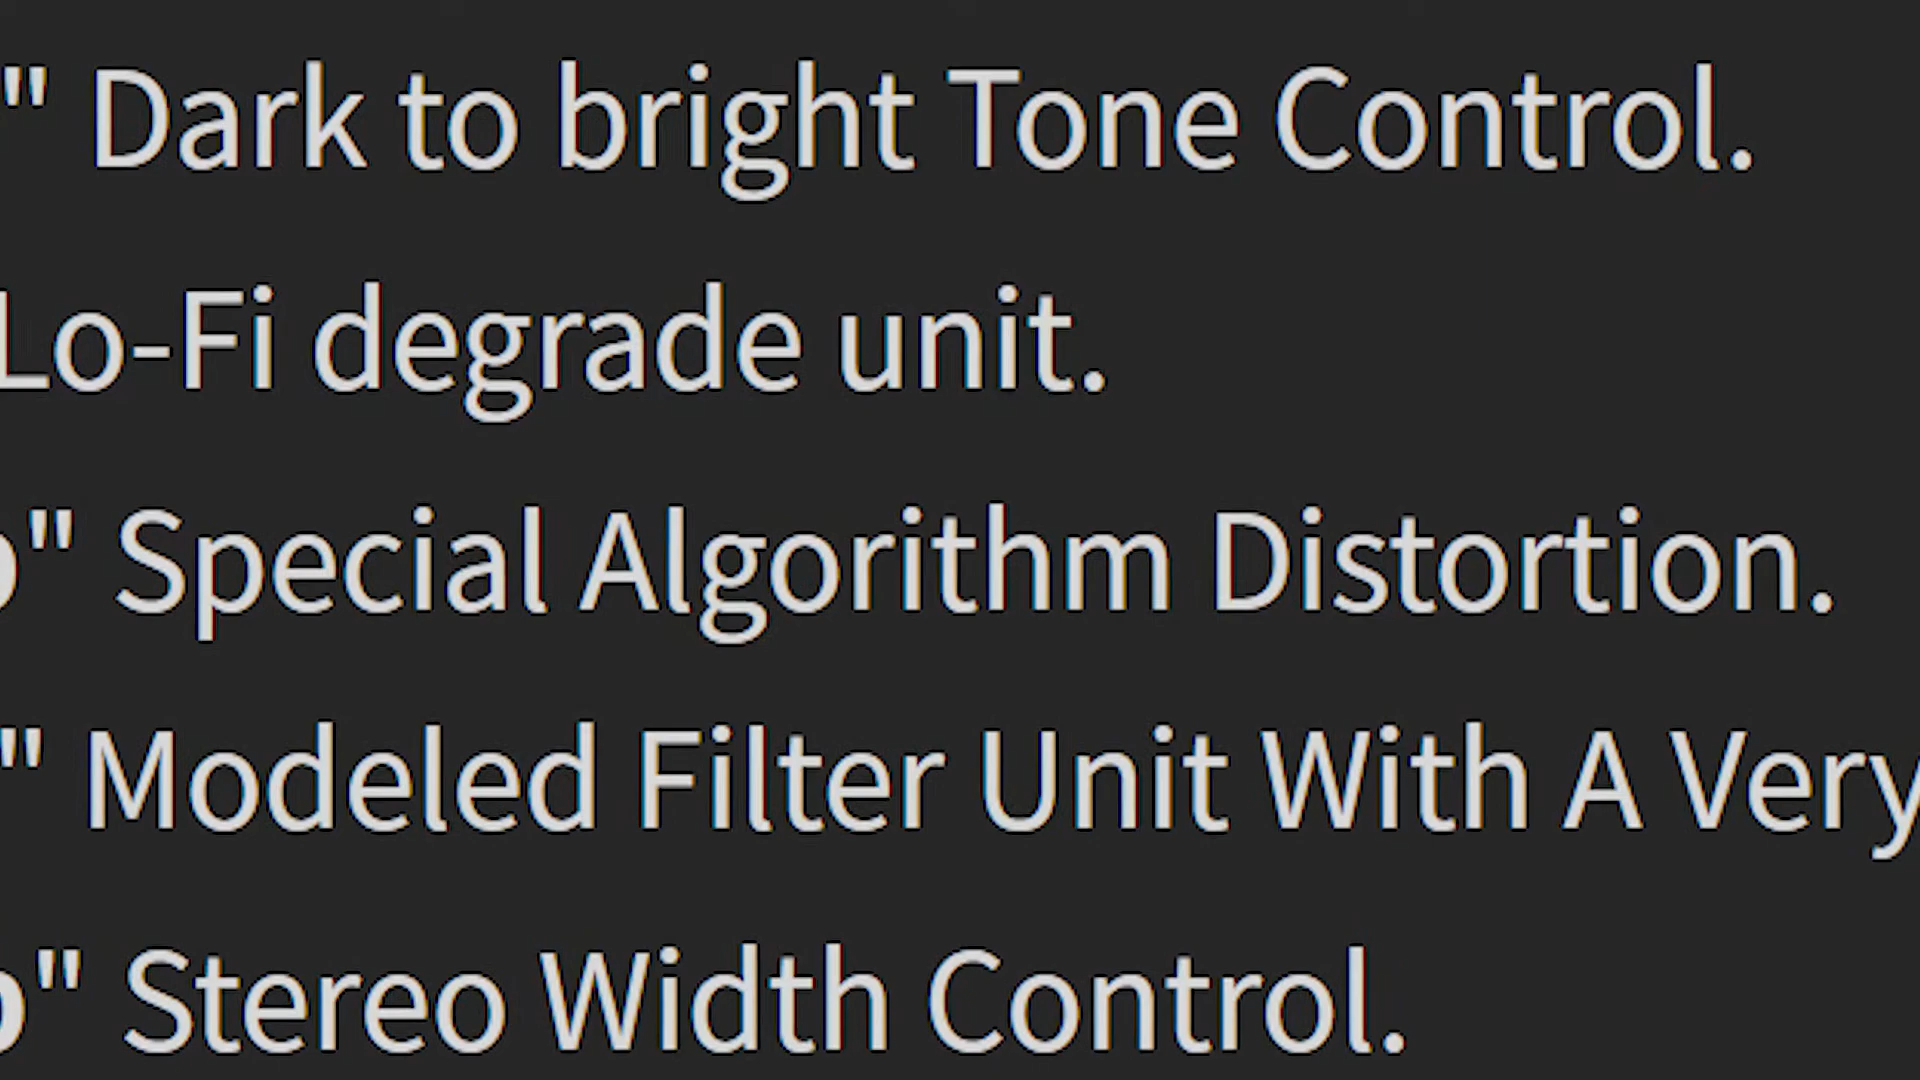 " Dark to bright Tone Control.
Lo-Fi degrade unit.
" Special Algorithm Distortion.
" Modeled Filter Unit With A Very
" Stereo Width Control.